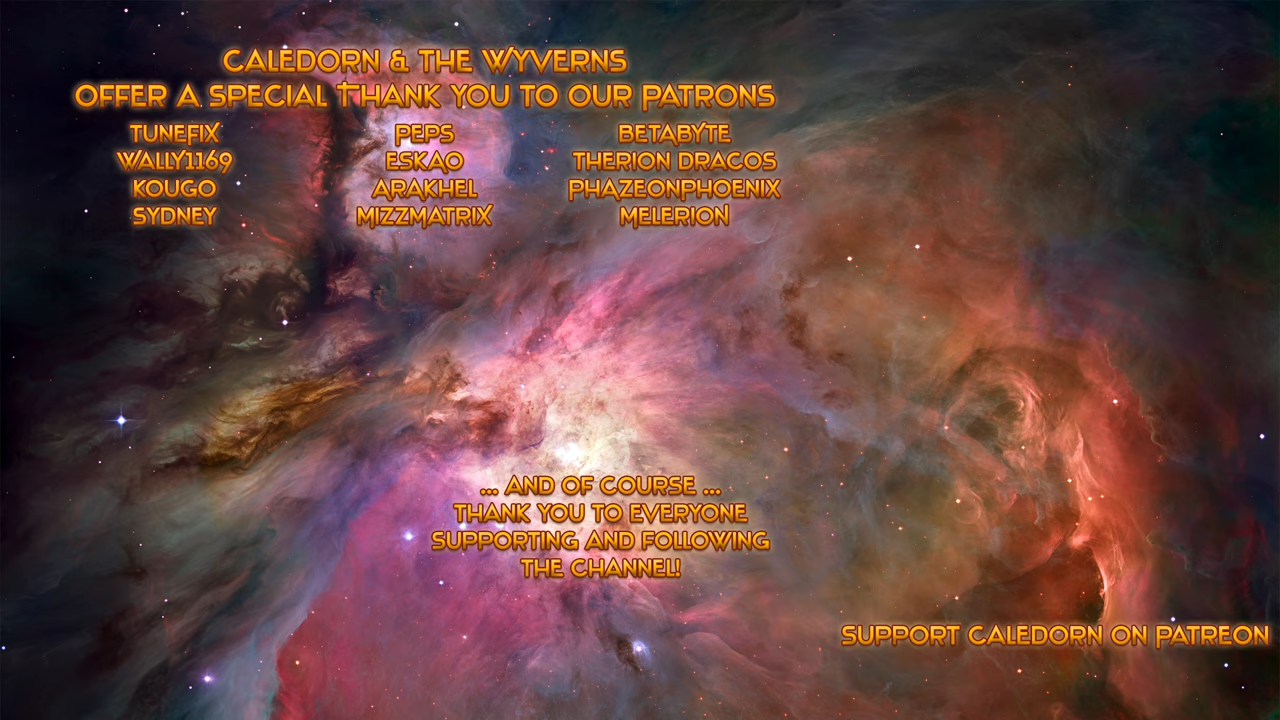 CALEDORN & THE WYVERNS
OFFER A SPECIAL THANK YOU TO OUR PATRONS
TUNEFIX PEPS BETABYTE
WALLY1169 ESKAO THERION DRACOS
KOUGO ARAKHEL PHAZEONPHOENIX
SYDNEY MIZZMATRIX MELERION
... AND OF COURSE ...
THANK YOU TO EVERYONE
SUPPORTING AND FOLLOWING
THE CHANNEL!
SUPPORT CALEDORN ON PATREON